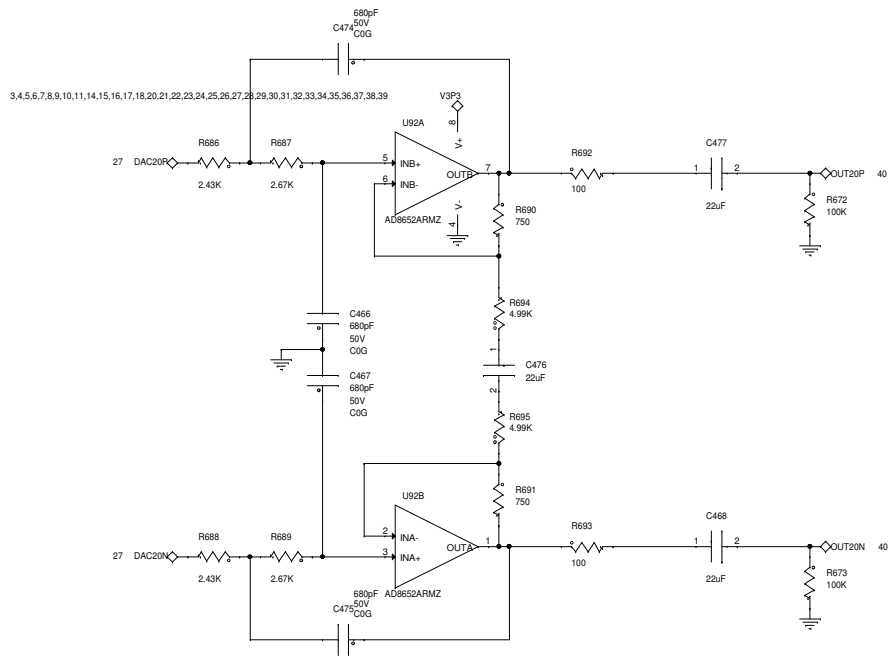 680pF
50V
C474
C0G
3,4,5,6,7,8,9,10,11,14,15,16,17,18,20,21,22,23,24,25,26,27,28,29,30,31,32,33,34,35,36,37,38,39
V3P3
8
V+
U92A
R686
R687
R692
C477
27 DAC20P
5
INB+
6
INB-
OUTB
7
1
2
OUT20P 40
2.43K
2.67K
100
22uF
R672
100K
R690
750
V-
4
AD8652ARMZ
R694
4.99K
C466
680pF
50V
C0G
1
C476
22uF
2
C467
680pF
50V
C0G
R695
4.99K
U92B
R691
750
R688
R689
R693
C468
2
INA-
3
INA+
OUTA
1
27 DAC20N
1
2
OUT20N 40
2.43K
2.67K
100
22uF
R673
100K
AD8652ARMZ
680pF
50V
C475
C0G